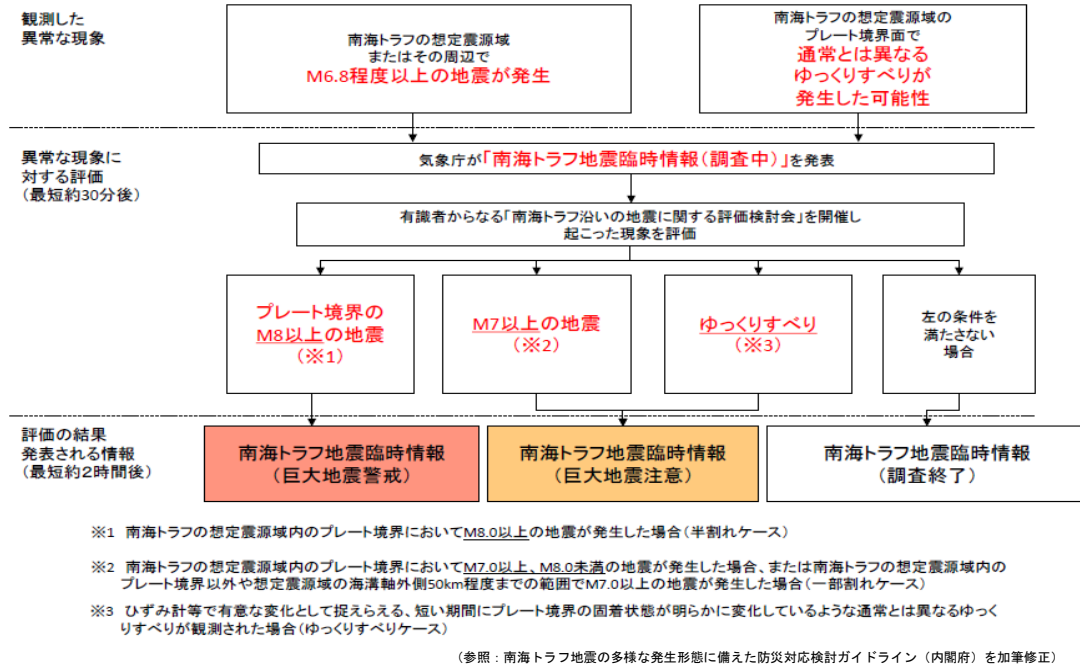 観測した
異常な現象
南海トラフの想定震源域
またはその周辺で
M6.8程度以上の地震が発生
南海トラフの想定震源域の
プレート境界面で
通常とは異なる
ゆっくりすべりが
発生した可能性
異常な現象に
対する評価
（最短約30分後）
気象庁が「南海トラフ地震臨時情報（調査中）」を発表
有識者からなる「南海トラフ沿いの地震に関する評価検討会」を開催し
起こった現象を評価
プレート境界の
M8以上の地震
（※1）
M7以上の地震
（※2）
ゆっくりすべり
（※3）
左の条件を
満たさない
場合
評価の結果
発表される情報
（最短約2時間後）
南海トラフ地震臨時情報
（巨大地震警戒）
南海トラフ地震臨時情報
（巨大地震注意）
南海トラフ地震臨時情報
（調査終了）
※1 南海トラフの想定震源域内のプレート境界においてM8.0以上の地震が発生した場合（半割れケース）
※2 南海トラフの想定震源域内のプレート境界においてM7.0以上、M8.0未満の地震が発生した場合、または南海トラフの想定震源域内の
プレート境界以外や想定震源域の海溝軸外側50km程度までの範囲でM7.0以上の地震が発生した場合（一部割れケース）
※3 ひずみ計等で有意な変化として捉えらえる、短い期間にプレート境界の固着状態が明らかに変化しているような通常とは異なるゆっく
りすべりが観測された場合（ゆっくりすべりケース）
（参照：南海トラフ地震の多様な発生形態に備えた防災対応検討ガイドライン（内閣府）を加筆修正）